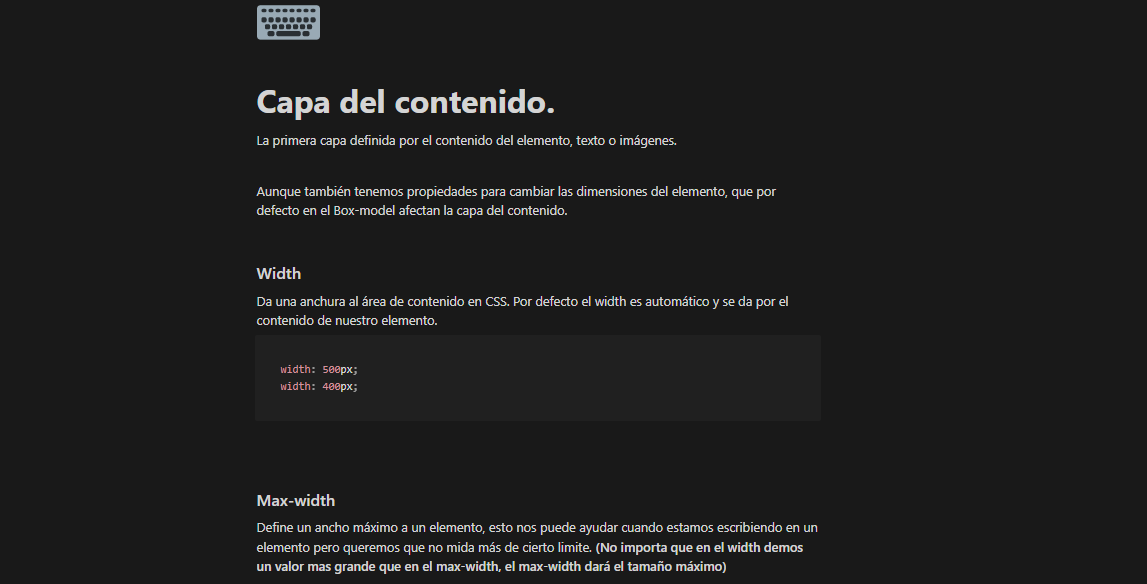 Capa del contenido.
La primera capa definida por el contenido del elemento, texto o imágenes.
Aunque también tenemos propiedades para cambiar las dimensiones del elemento, que por
defecto en el Box-model afectan la capa del contenido.
Width
Da una anchura al área de contenido en CSS. Por defecto el width es automático y se da por el
contenido de nuestro elemento.
width: 500px;
width: 400px;
Max-width
Define un ancho máximo a un elemento, esto nos puede ayudar cuando estamos escribiendo en un
elemento pero queremos que no mida más de cierto limite. (No importa que en el width demos
un valor mas grande que en el max-width, el max-width dará el tamaño máximo)